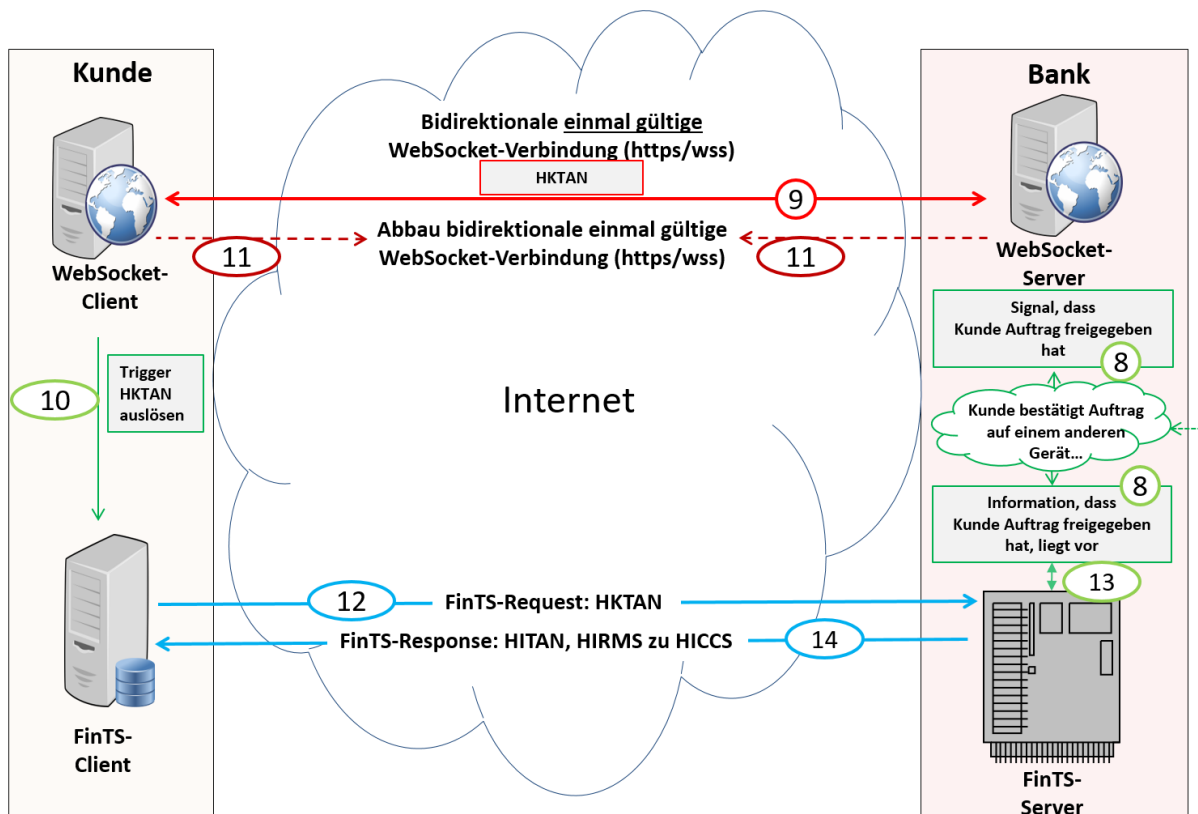 Kunde
WebSocket-
Client
10
Trigger
HKTAN
auslösen
FinTS-
Client
Bidirektionale einmal gültige
WebSocket-Verbindung (https/wss)
HKTAN
9
Abbau bidirektionale einmal gültige
WebSocket-Verbindung (https/wss)
11
11
Internet
12
FinTS-Request: HKTAN
FinTS-Response: HITAN, HIRMS zu HICCS
14
Bank
WebSocket-
Server
Signal, dass
Kunde Auftrag freigegeben
hat
8
Kunde bestätigt Auftrag
auf einem anderen
Gerät...
8
Information, dass
Kunde Auftrag freigegeben
hat, liegt vor
13
FinTS-
Server